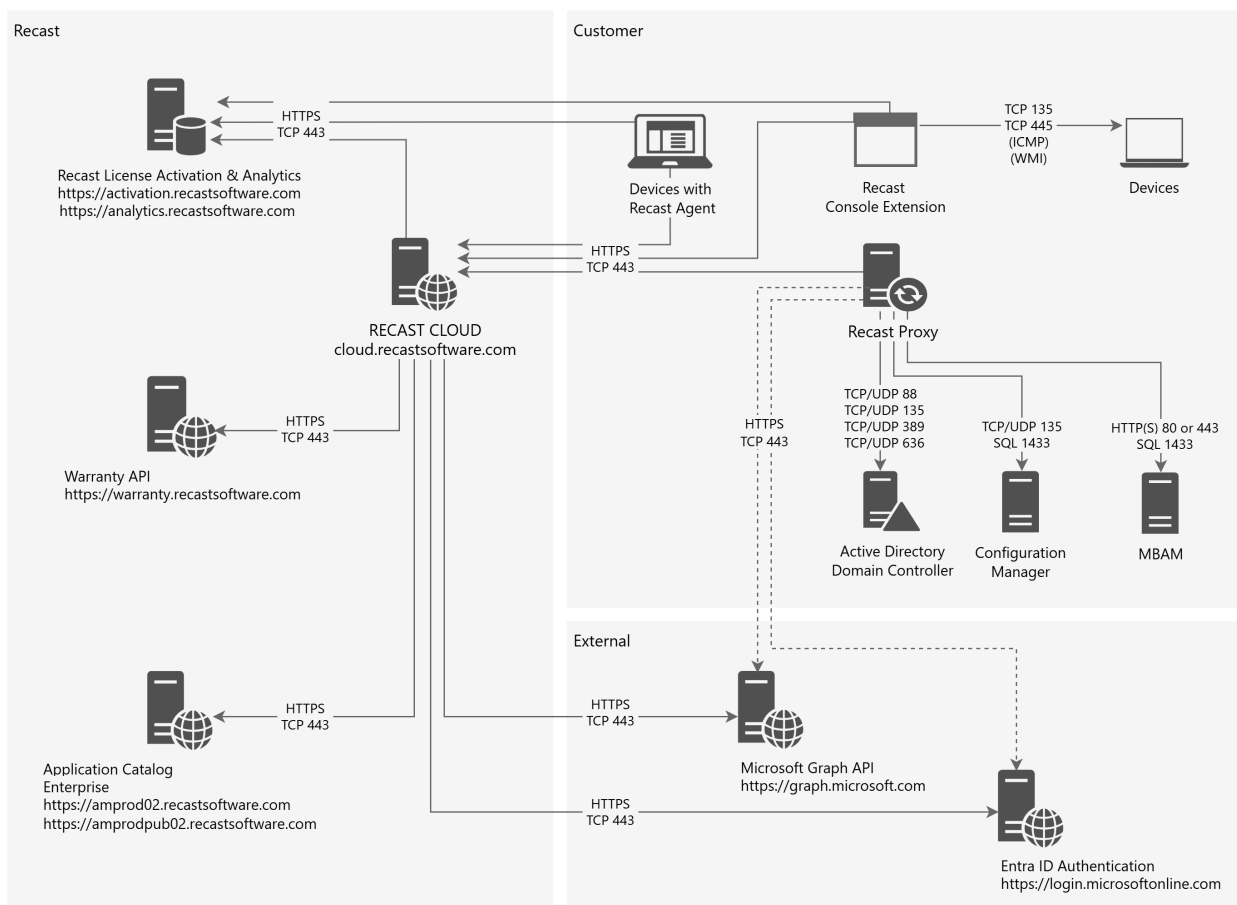 Recast
Customer
HTTPS
TCP 443
Recast License Activation & Analytics
https://activation.recastsoftware.com
https://analytics.recastsoftware.com
Devices with
Recast Agent
Recast
Console Extension
TCP 135
TCP 445
(ICMP)
(WMI)
Devices
HTTPS
TCP 443
RECAST CLOUD
cloud.recastsoftware.com
Recast Proxy
HTTPS
TCP 443
Warranty API
https://warranty.recastsoftware.com
HTTPS
TCP 443
TCP/UDP 88
TCP/UDP 135
TCP/UDP 389
TCP/UDP 636
TCP/UDP 135
SQL 1433
HTTP(S) 80 or 443
SQL 1433
Active Directory
Domain Controller
Configuration
Manager
MBAM
External
HTTPS
TCP 443
Application Catalog
Enterprise
https://amprod02.recastsoftware.com
https://amprodpub02.recastsoftware.com
HTTPS
TCP 443
Microsoft Graph API
https://graph.microsoft.com
HTTPS
TCP 443
Entra ID Authentication
https://login.microsoftonline.com